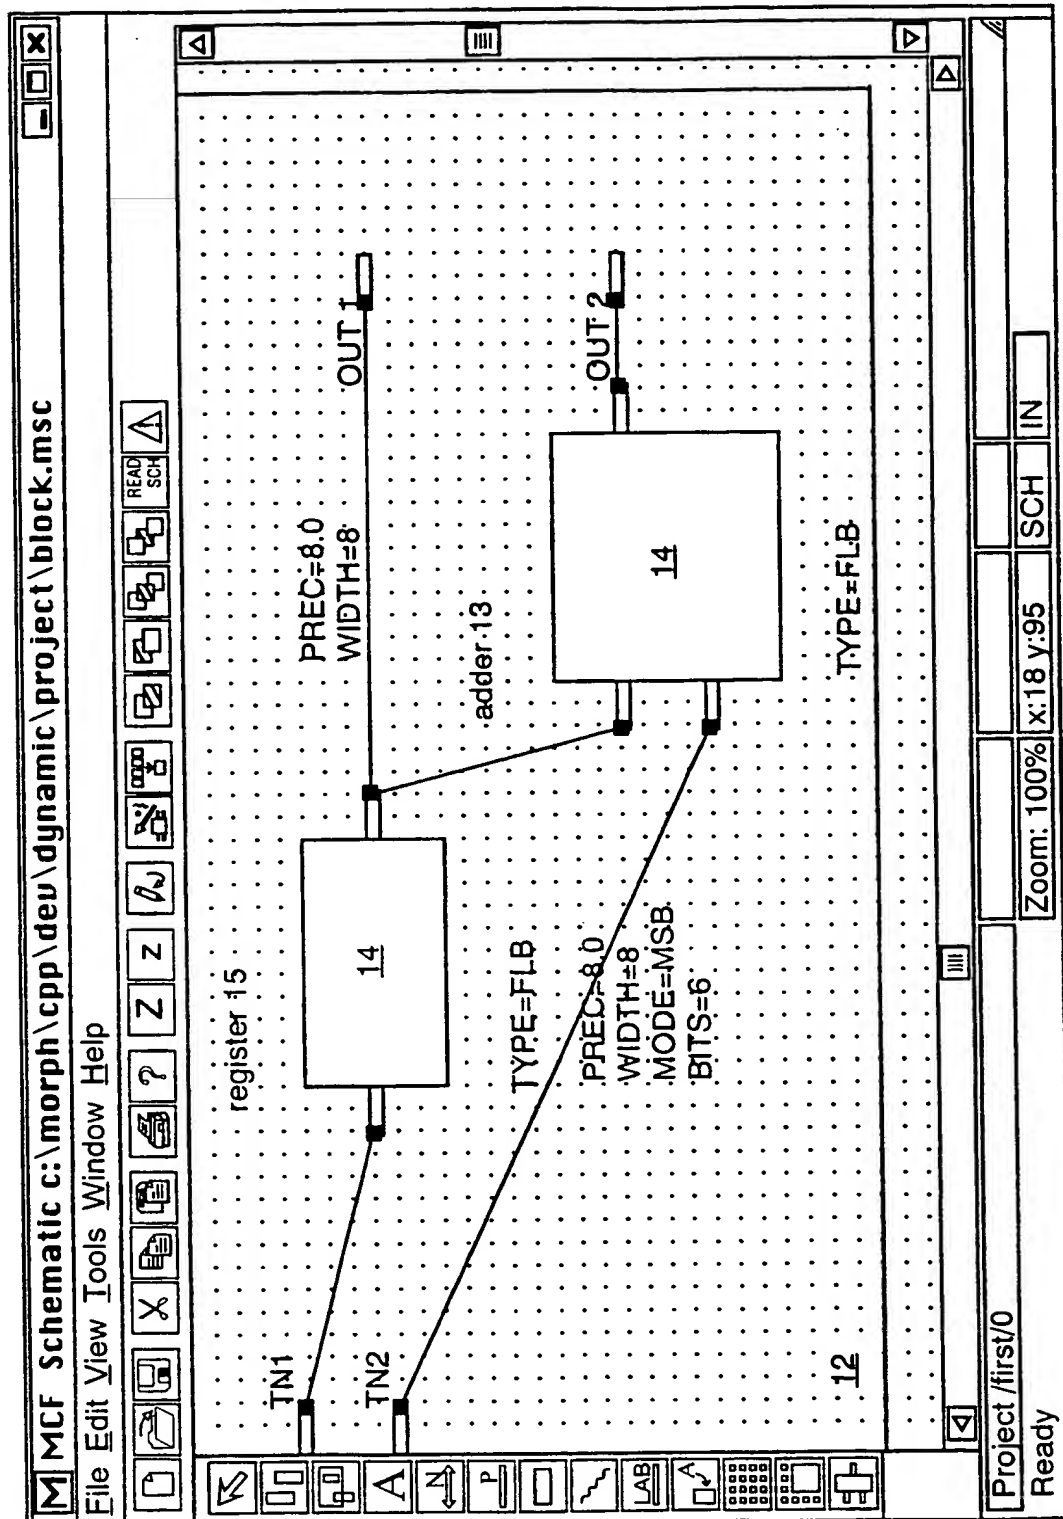 M MCF Schematic c:\morph\cpp\dev\dynamic\project\block.msc
File Edit View Tools Window Help
? Z z READ SCH
A
N
P
LAB
A
TN1
TN2
register 15
14
PREC=8.0
WIDTH=8
OUT 1
adder 13
14
OUT 2
TYPE=FLB
PREC=8.0
WIDTH=8
MODE=MSB
BITS=6
TYPE=FLB
12
Project /first/0
Ready
Zoom: 100% x:18 y:95 SCH IN